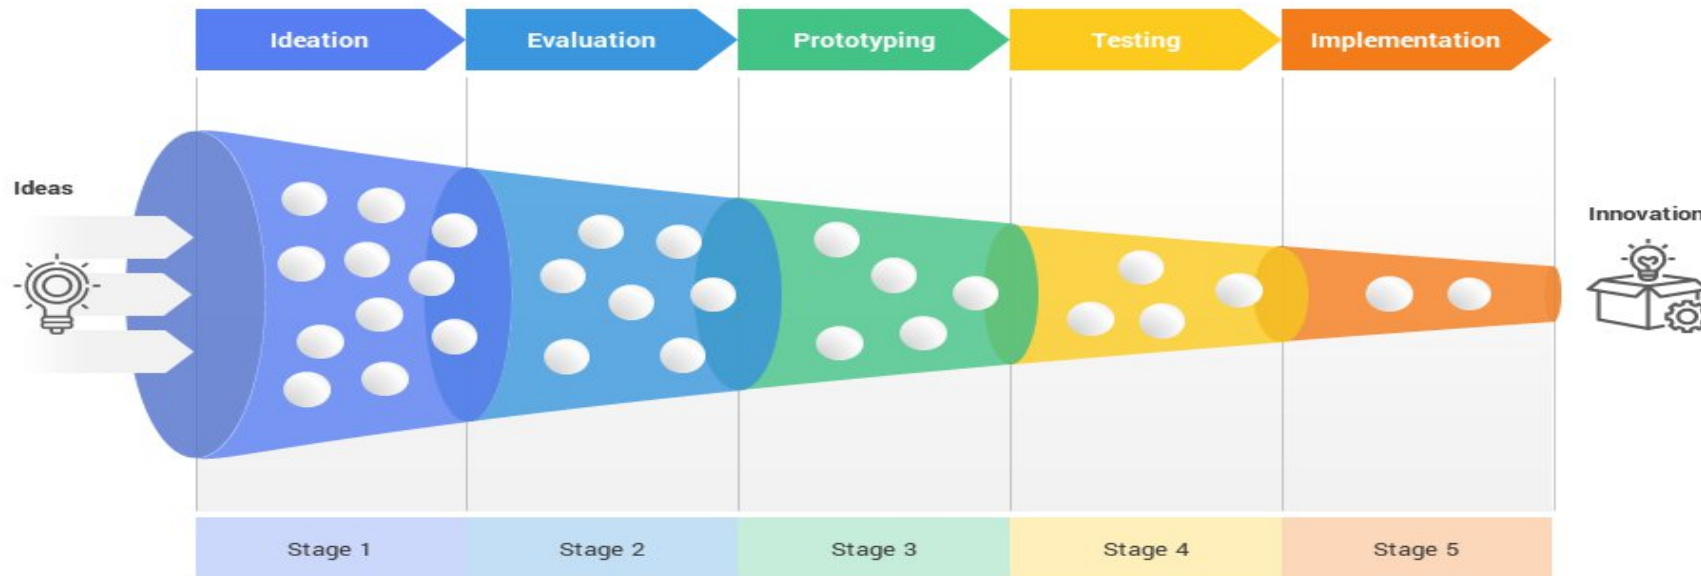 Ideation
Evaluation
Prototyping
Testing
Implementation
Ideas
Innovation
Stage 1
Stage 2
Stage 3
Stage 4
Stage 5